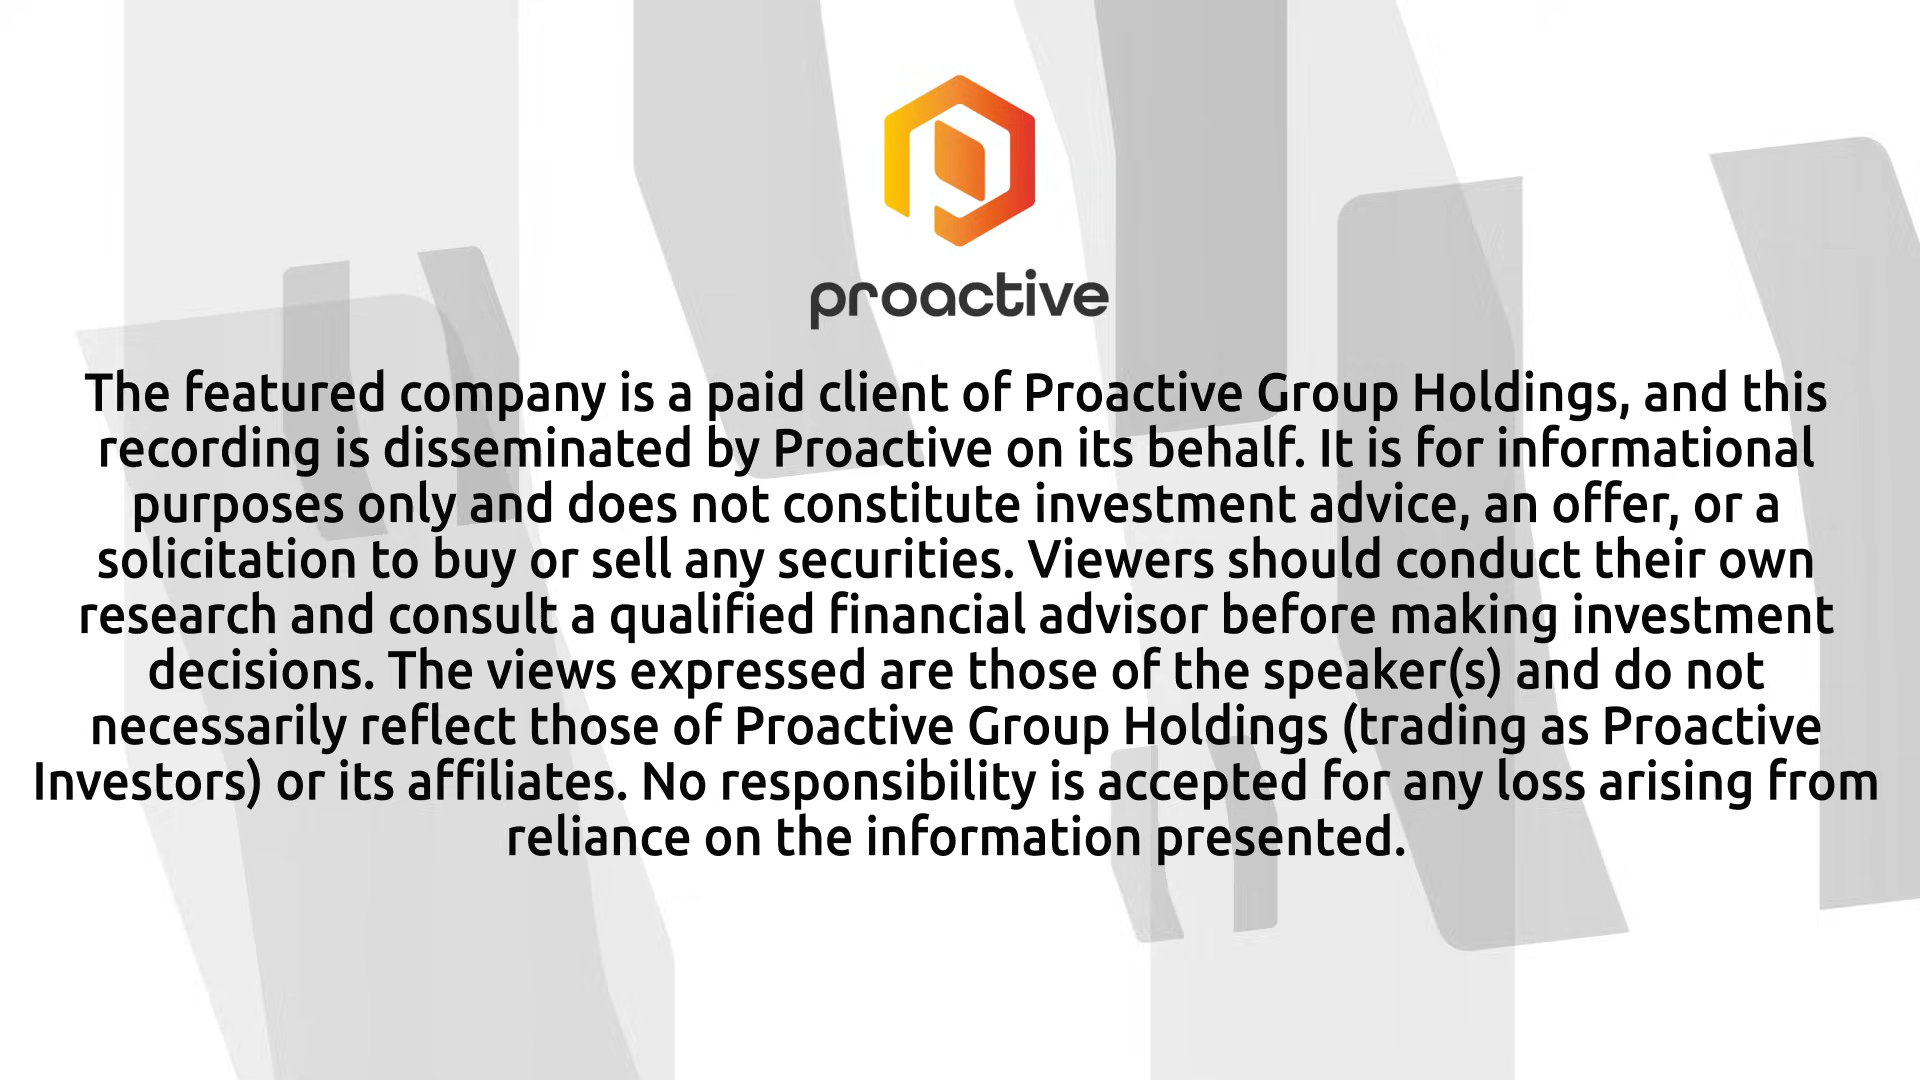 proactive
The featured company is a paid client of Proactive Group Holdings, and this
recording is disseminated by Proactive on its behalf. It is for informational
purposes only and does not constitute investment advice, an offer, or a
solicitation to buy or sell any securities. Viewers should conduct their own
research and consult a qualified financial advisor before making investment
decisions. The views expressed are those of the speaker(s) and do not
necessarily reflect those of Proactive Group Holdings (trading as Proactive
Investors) or its affiliates. No responsibility is accepted for any loss arising from
reliance on the information presented.